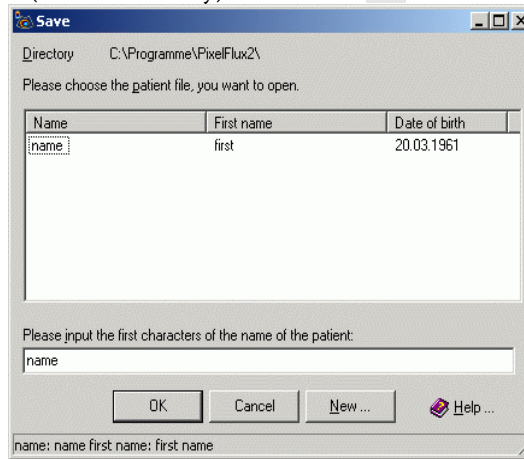 Save
Directory C:\Programme\PixelFlux2\
Please choose the patient file, you want to open.
Name First name Date of birth
name first 20.03.1961
Please input the first characters of the name of the patient:
name
OK Cancel New ... Help ...
name: name first name: first name